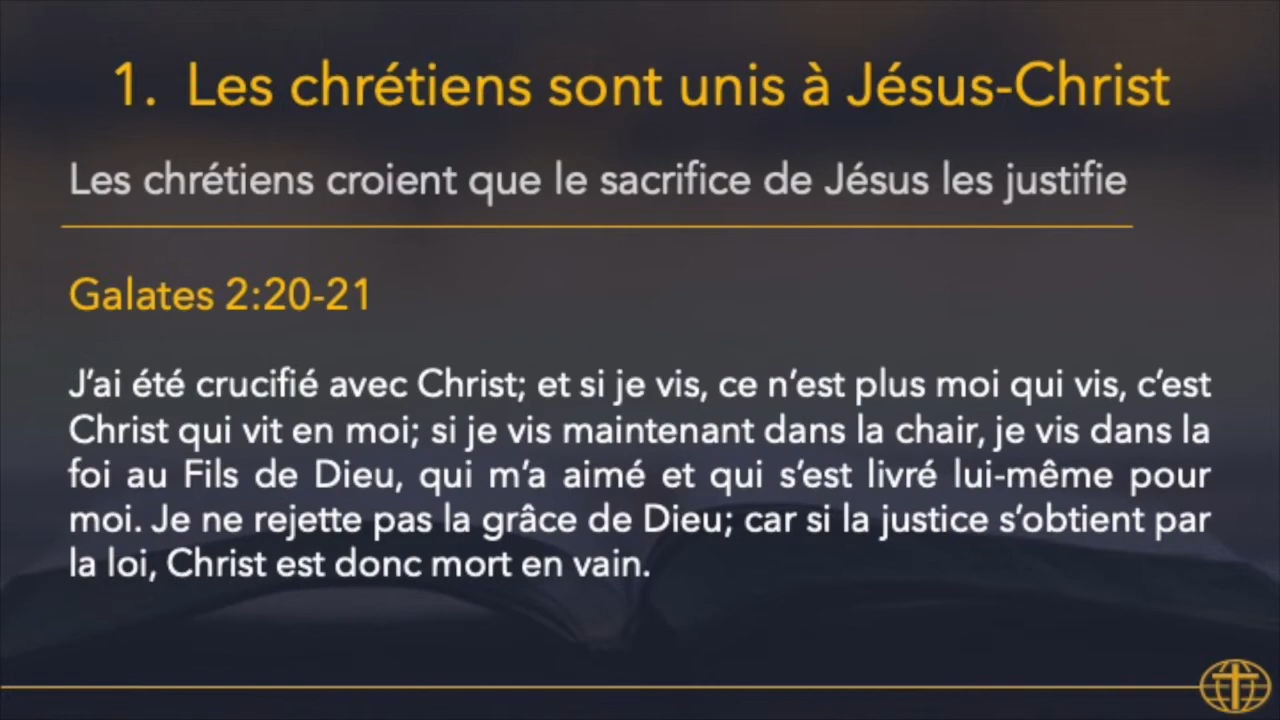 1. Les chrétiens sont unis à Jésus-Christ
Les chrétiens croient que le sacrifice de Jésus les justifie
Galates 2:20-21
J’ai été crucifié avec Christ; et si je vis, ce n’est plus moi qui vis, c’est
Christ qui vit en moi; si je vis maintenant dans la chair, je vis dans la
foi au Fils de Dieu, qui m’a aimé et qui s’est livré lui-même pour
moi. Je ne rejette pas la grâce de Dieu; car si la justice s’obtient par
la loi, Christ est donc mort en vain.